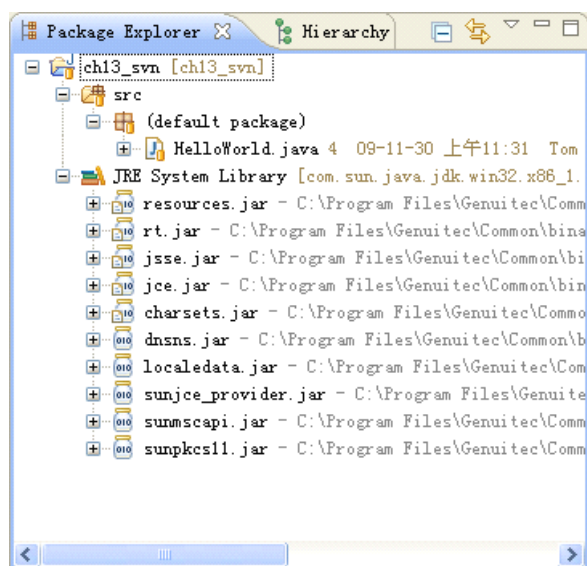 Package Explorer Hierarchy
ch13_svn [ch13_svn]
src
(default package)
HelloWorld.java 4 09-11-30 上午11:31 Tom
JRE System Library [com.sun.java.jdk.win32.x86_1.
resources.jar - C:\Program Files\Genuitec\Comm
rt.jar - C:\Program Files\Genuitec\Common\bina
jsse.jar - C:\Program Files\Genuitec\Common\bi
jce.jar - C:\Program Files\Genuitec\Common\bin
charsets.jar - C:\Program Files\Genuitec\Commo
dnsns.jar - C:\Program Files\Genuitec\Common\b
localedata.jar - C:\Program Files\Genuitec\Com
sunjce_provider.jar - C:\Program Files\Genuite
sunmscapi.jar - C:\Program Files\Genuitec\Comm
sunpkcs11.jar - C:\Program Files\Genuitec\Comm